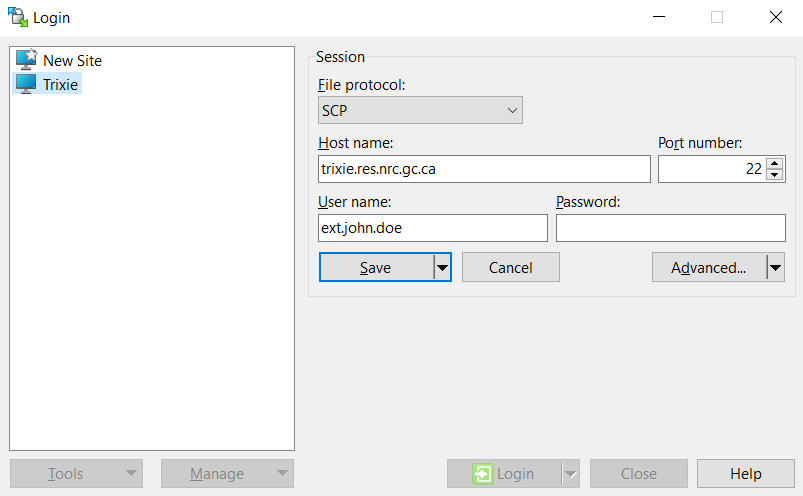 Login
New Site
Trixie
Session
File protocol:
SCP
Host name:
Port number:
trixie.res.nrc.gc.ca
22
User name:
Password:
ext.john.doe
Save
Cancel
Advanced...
Tools
Manage
Login
Close
Help